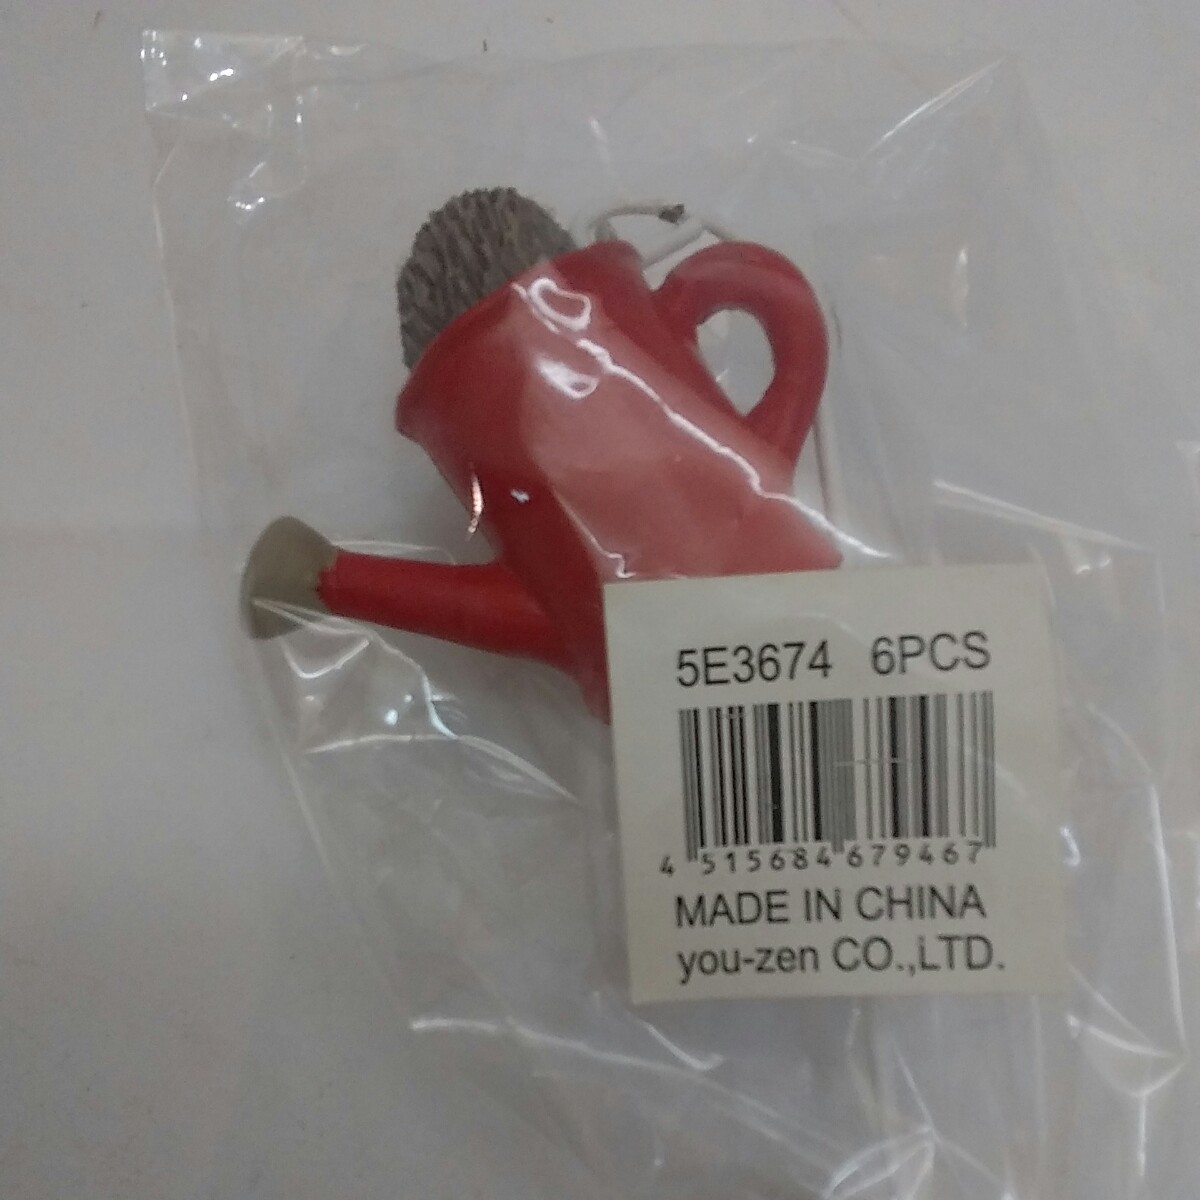 5E3674 6PCS
4 515684 679467
MADE IN CHINA
you-zen CO.,LTD.